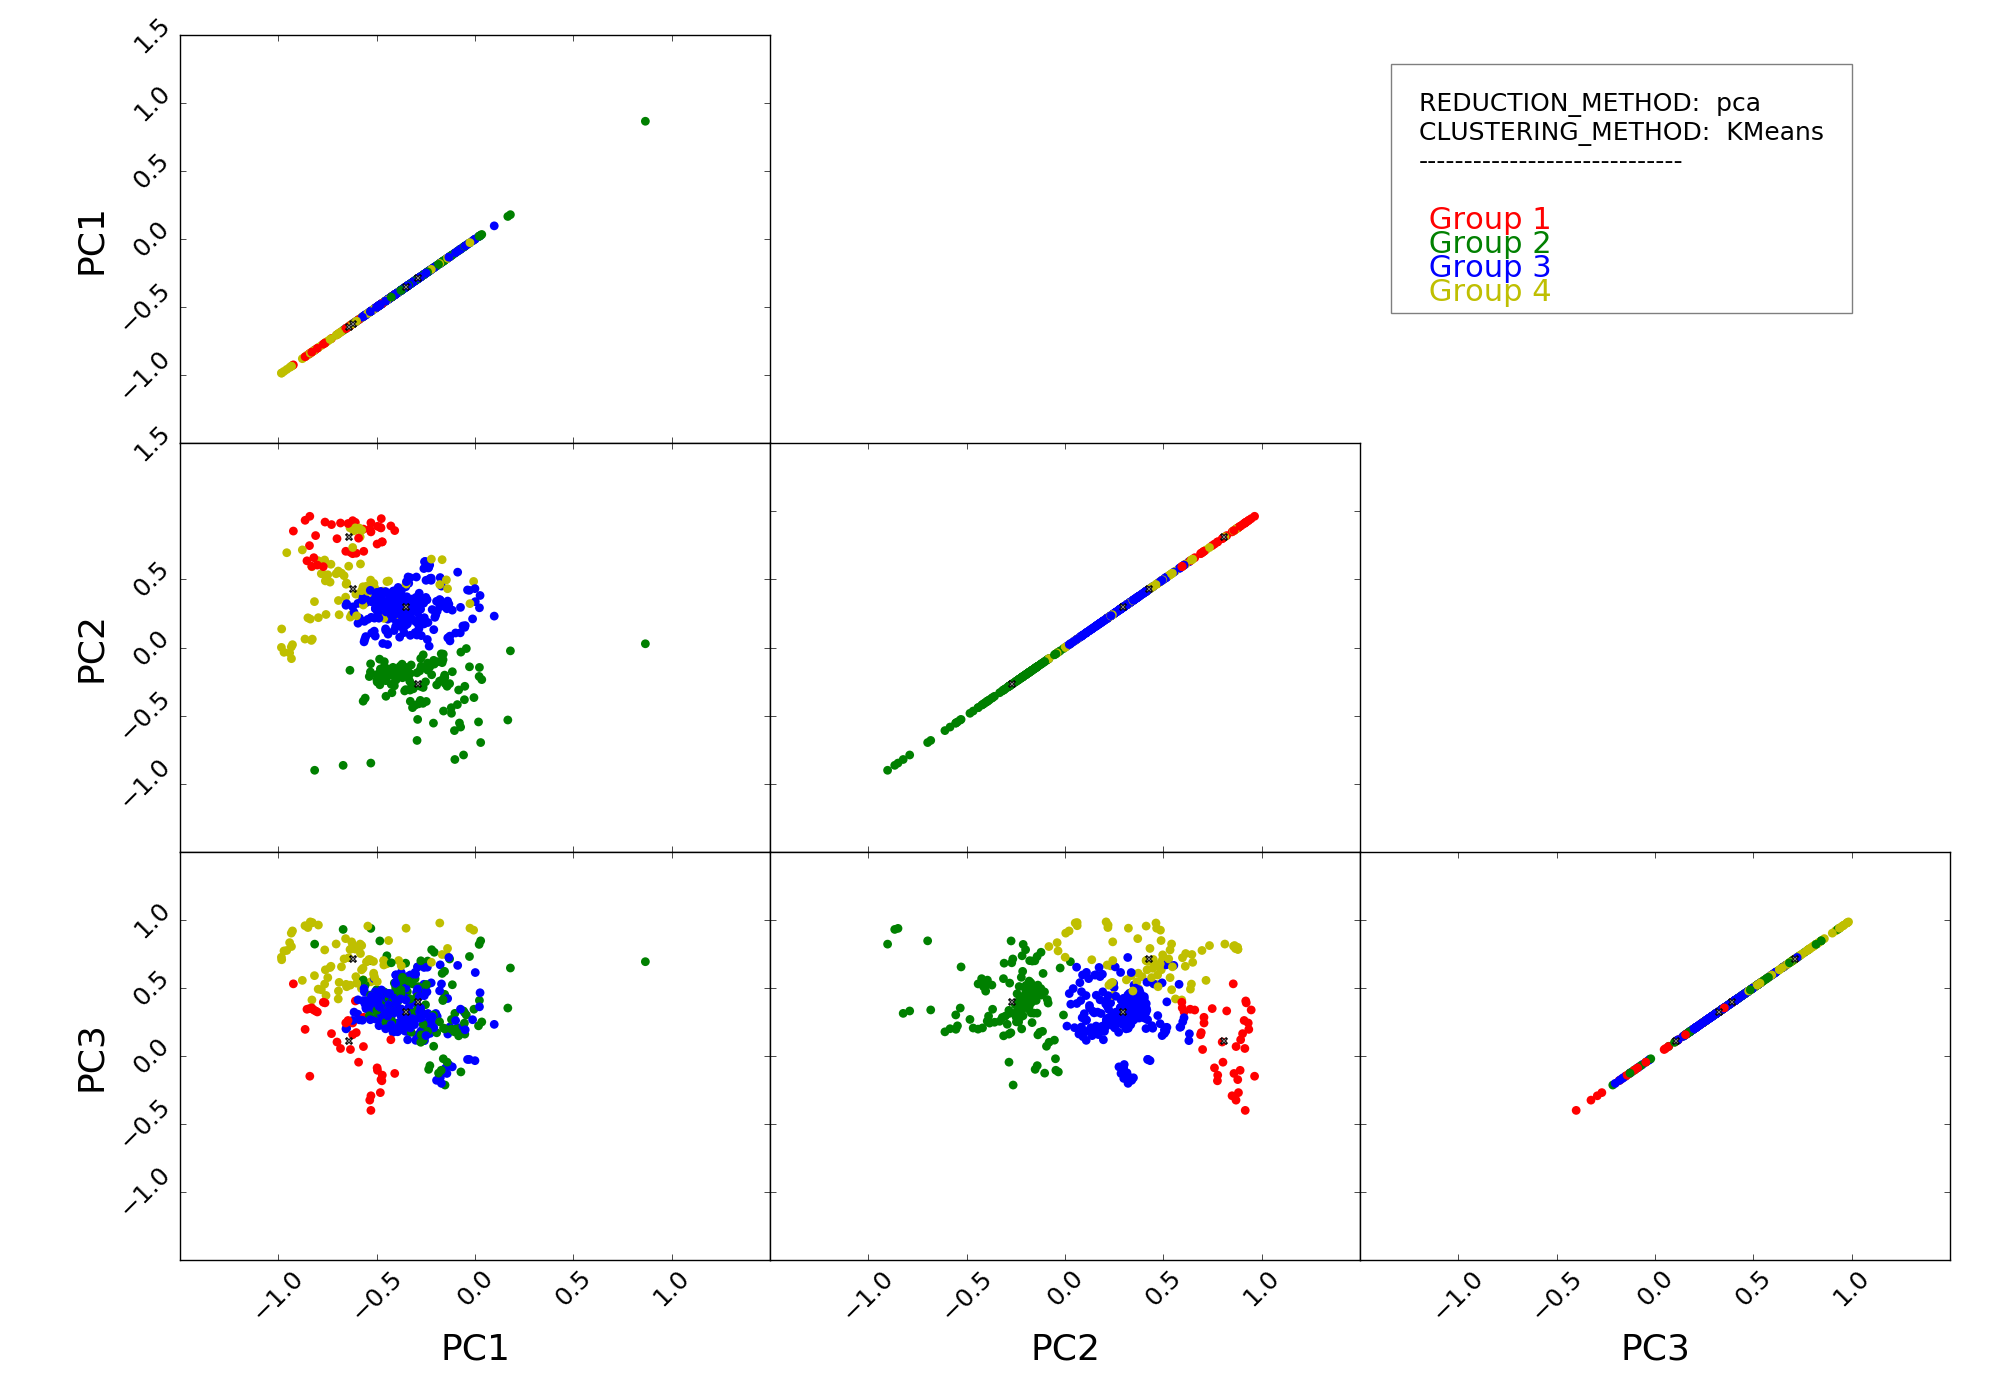 1.5
1.0
0.5
0.0
−0.5
−1.0
PC1
REDUCTION_METHOD: pca
CLUSTERING_METHOD: KMeans
-----------------------------
Group 1
Group 2
Group 3
Group 4
1.5
0.5
0.0
−0.5
−1.0
PC2
1.0
0.5
0.0
−0.5
−1.0
PC3
−1.0 −0.5 0.0 0.5 1.0 −1.0 −0.5 0.0 0.5 1.0 −1.0 −0.5 0.0 0.5 1.0
PC1 PC2 PC3